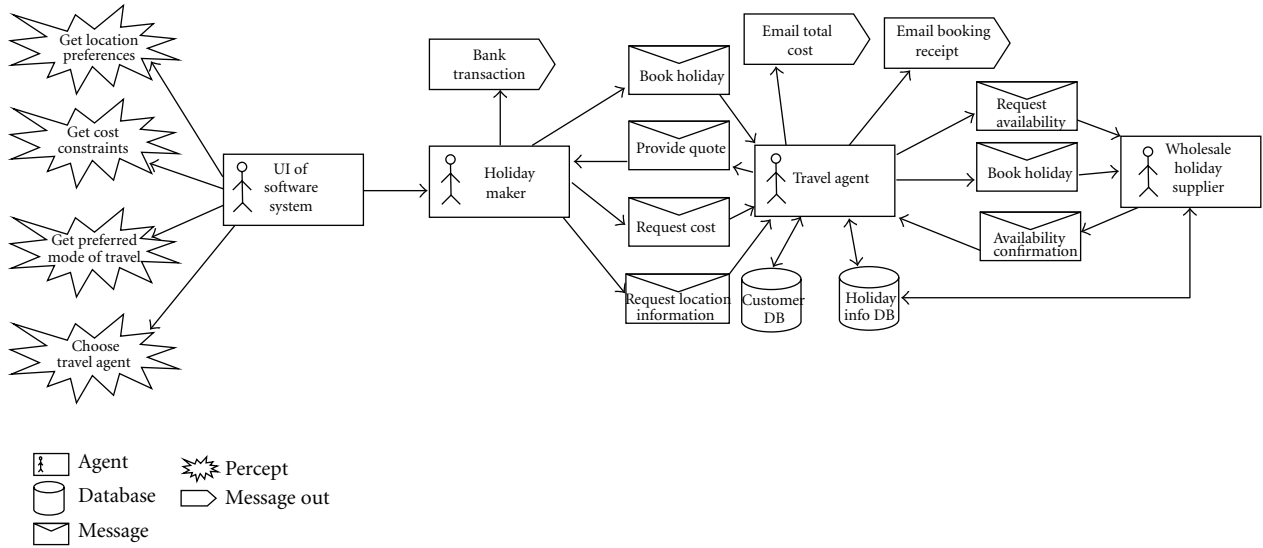 Get location
preferences
Get cost
constraints
Get preferred
mode of travel
Choose
travel agent
UI of
software
system
Bank
transaction
Holiday
maker
Book holiday
Provide quote
Request cost
Request location
information
Email total
cost
Email booking
receipt
Travel agent
Customer
DB
Holiday
info DB
Request
availability
Book holiday
Availability
confirmation
Wholesale
holiday
supplier
Agent
Database
Message
Percept
Message out